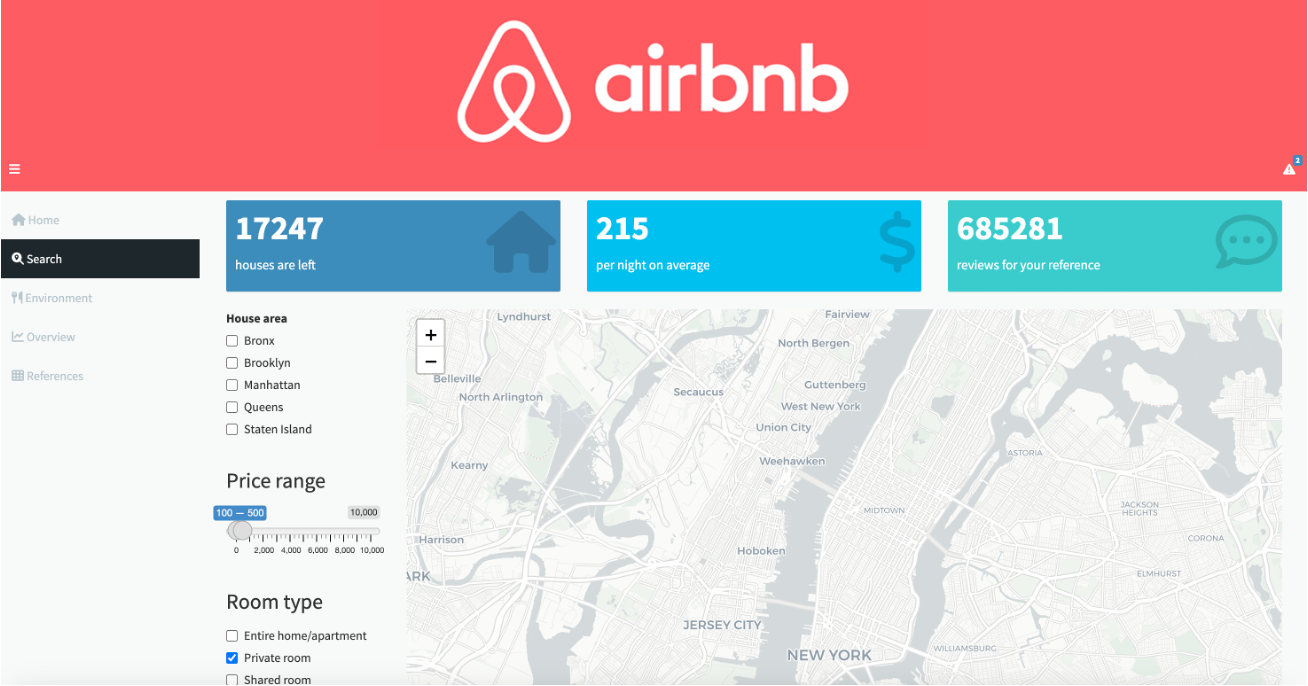 airbnb
2
Home
Search
Environment
Overview
References
17247
houses are left
215
per night on average
685281
reviews for your reference
House area
Bronx
Brooklyn
Manhattan
Queens
Staten Island
Price range
100 — 500
10,000
0 2,000 4,000 6,000 8,000 10,000
Room type
Entire home/apartment
Private room
Shared room
+
−
Lyndhurst
Fairview
North Bergen
Belleville
North Arlington
Secaucus
Guttenberg
West New York
Union City
Weehawken
Kearny
ASTORIA
MIDTOWN
JACKSON
HEIGHTS
CORONA
Harrison
Hoboken
ARK
ELMHURST
JERSEY CITY
NEW YORK
WILLIAMSBURG